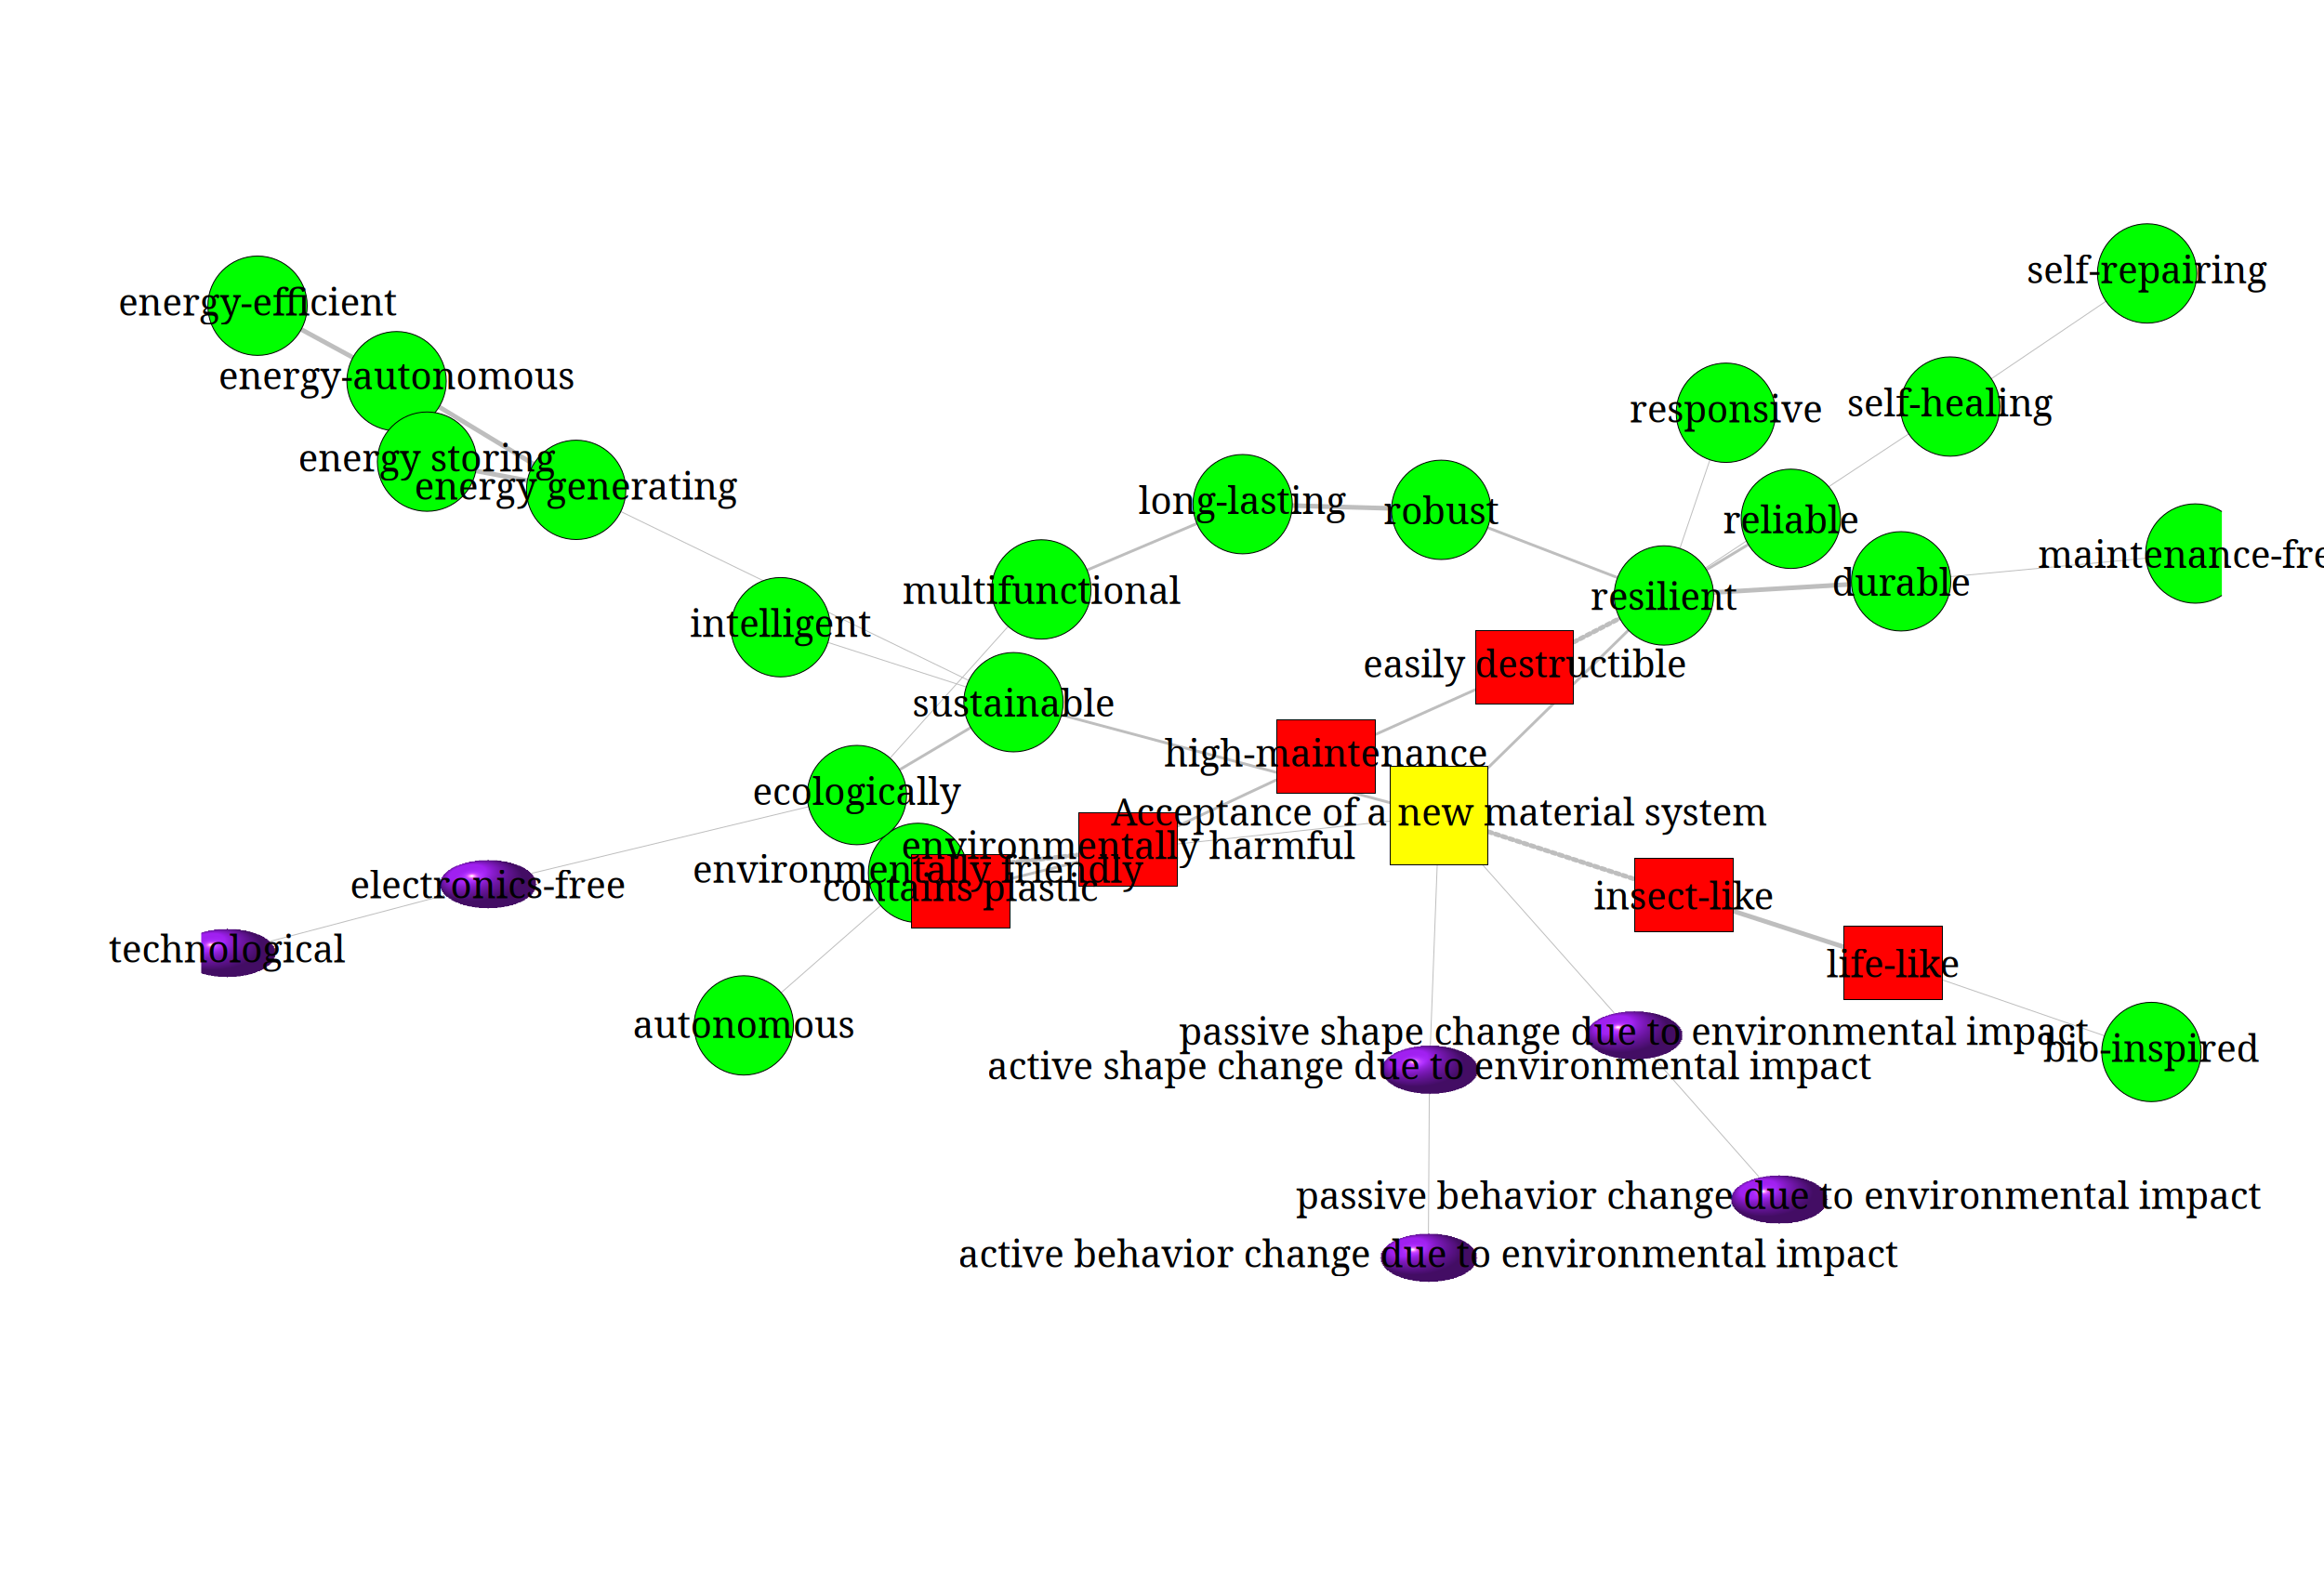 self-repairing
energy-efficient
energy-autonomous
self-healing
responsive
energy storing
energy generating
long-lasting
robust
reliable
maintenance-fre
durable
multifunctional
resilient
intelligent
easily destructible
sustainable
high-maintenance
ecologically
Acceptance of a new material system
environmentally harmful
environmentally friendly
contains plastic
electronics-free
insect-like
technological
life-like
autonomous
passive shape change due to environmental impact
bio-inspired
active shape change due to environmental impact
passive behavior change due to environmental impact
active behavior change due to environmental impact